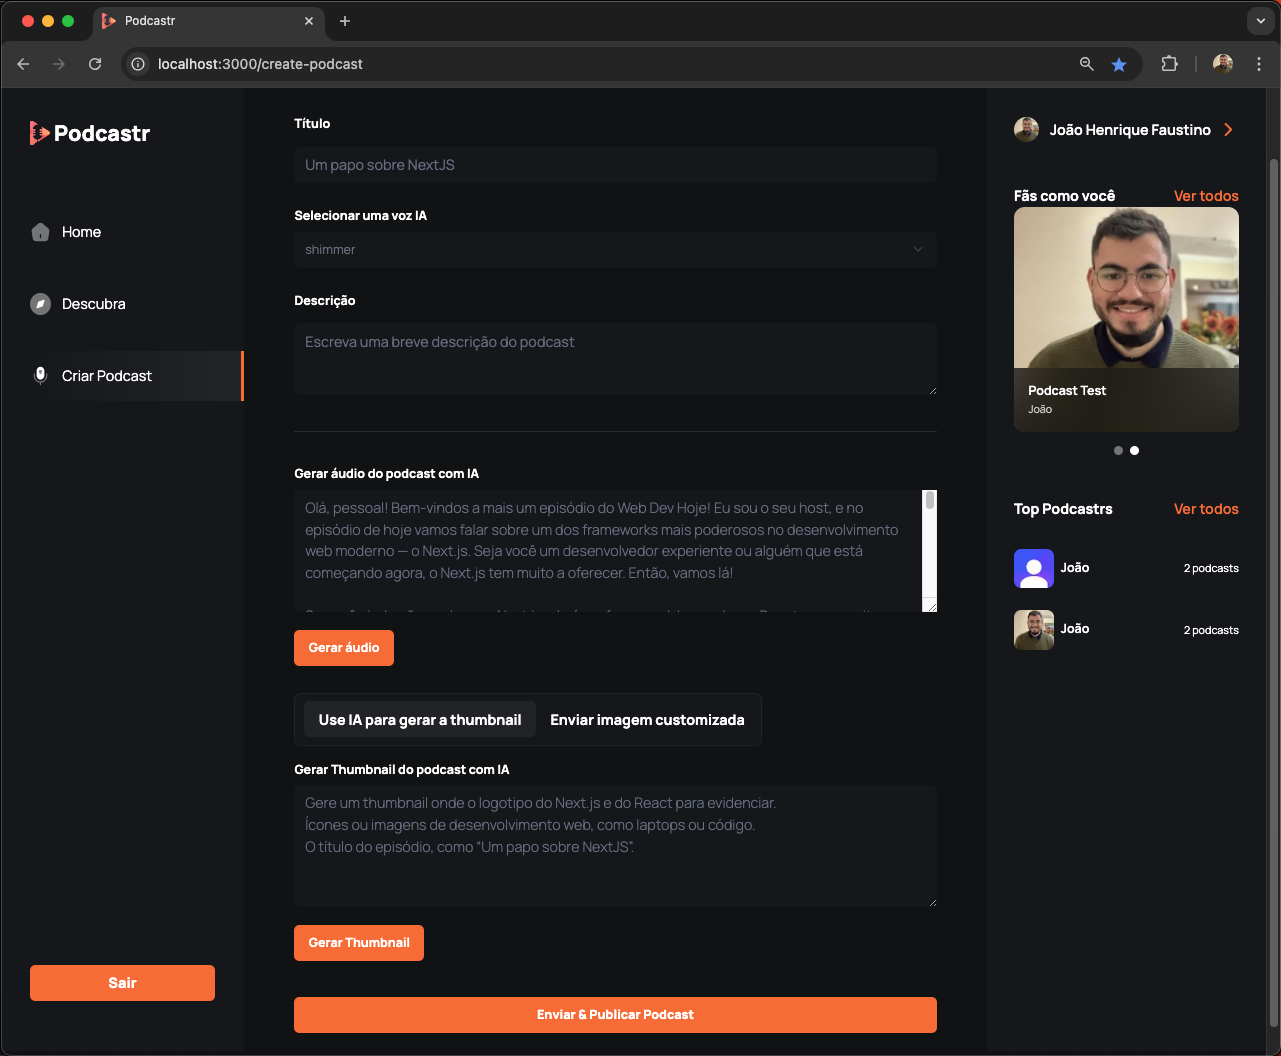 Podcastr
localhost:3000/create-podcast
Podcastr
Home
Descubra
Criar Podcast
Sair
Título
Um papo sobre NextJS
Selecionar uma voz IA
shimmer
Descrição
Escreva uma breve descrição do podcast
Gerar áudio do podcast com IA
Olá, pessoal! Bem-vindos a mais um episódio do Web Dev Hoje! Eu sou o seu host, e no
episódio de hoje vamos falar sobre um dos frameworks mais poderosos no desenvolvimento
web moderno — o Next.js. Seja você um desenvolvedor experiente ou alguém que está
começando agora, o Next.js tem muito a oferecer. Então, vamos lá!
Gerar áudio
Use IA para gerar a thumbnail
Enviar imagem customizada
Gerar Thumbnail do podcast com IA
Gere um thumbnail onde o logotipo do Next.js e do React para evidenciar.
Ícones ou imagens de desenvolvimento web, como laptops ou código.
O título do episódio, como “Um papo sobre NextJS”.
Gerar Thumbnail
Enviar & Publicar Podcast
João Henrique Faustino
Fãs como você
Ver todos
Podcast Test
João
Top Podcastrs
Ver todos
João
2 podcasts
João
2 podcasts